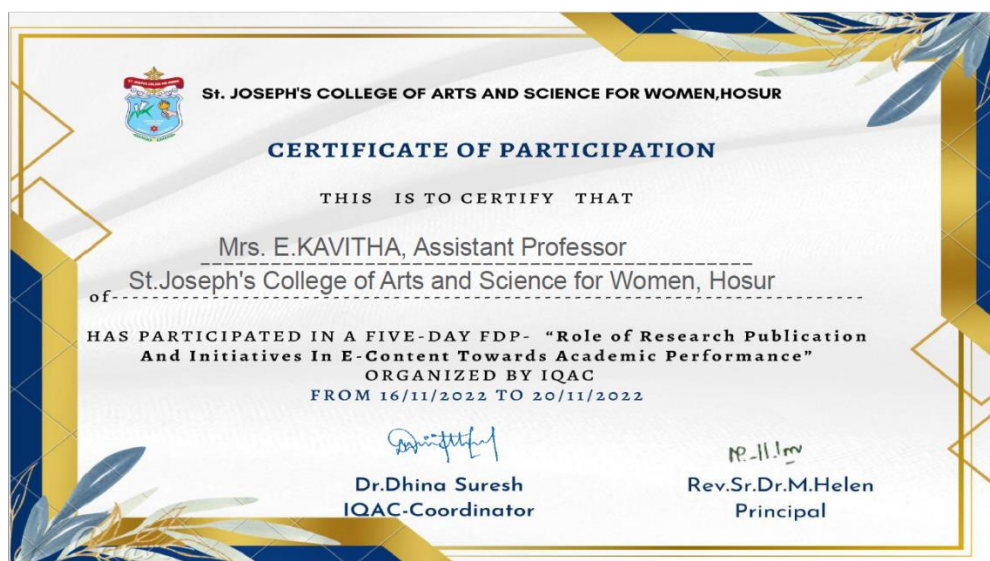 St. JOSEPH'S COLLEGE OF ARTS AND SCIENCE FOR WOMEN,HOSUR
CERTIFICATE OF PARTICIPATION
THIS IS TO CERTIFY THAT
Mrs. E.KAVITHA, Assistant Professor
St.Joseph's College of Arts and Science for Women, Hosur
of
HAS PARTICIPATED IN A FIVE-DAY FDP- “Role of Research Publication
And Initiatives In E-Content Towards Academic Performance”
ORGANIZED BY IQAC
FROM 16/11/2022 TO 20/11/2022
Dr.Dhina Suresh
IQAC-Coordinator
Rev.Sr.Dr.M.Helen
Principal